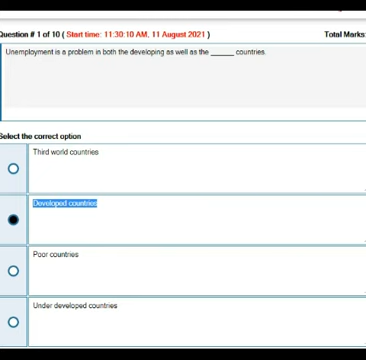 Question # 1 of 10 ( Start time: 11:30:10 AM, 11 August 2021 ) Total Marks:
Unemployment is a problem in both the developing as well as the ______ countries.
Select the correct option
Third world countries
Developed countries
Poor countries
Under developed countries